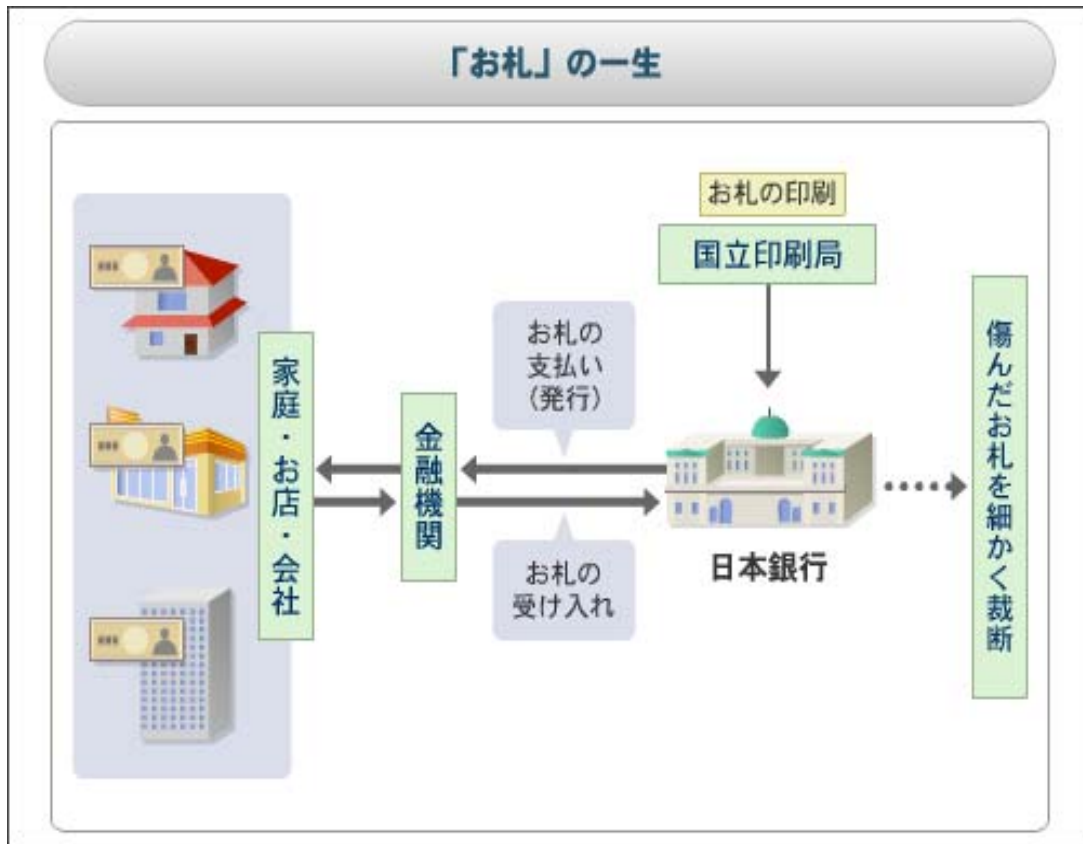 「お札」の一生
お札の印刷
国立印刷局
お札の
支払い
(発行)
家庭・お店・会社
金融機関
お札の
受け入れ
日本銀行
傷んだお札を細かく裁断